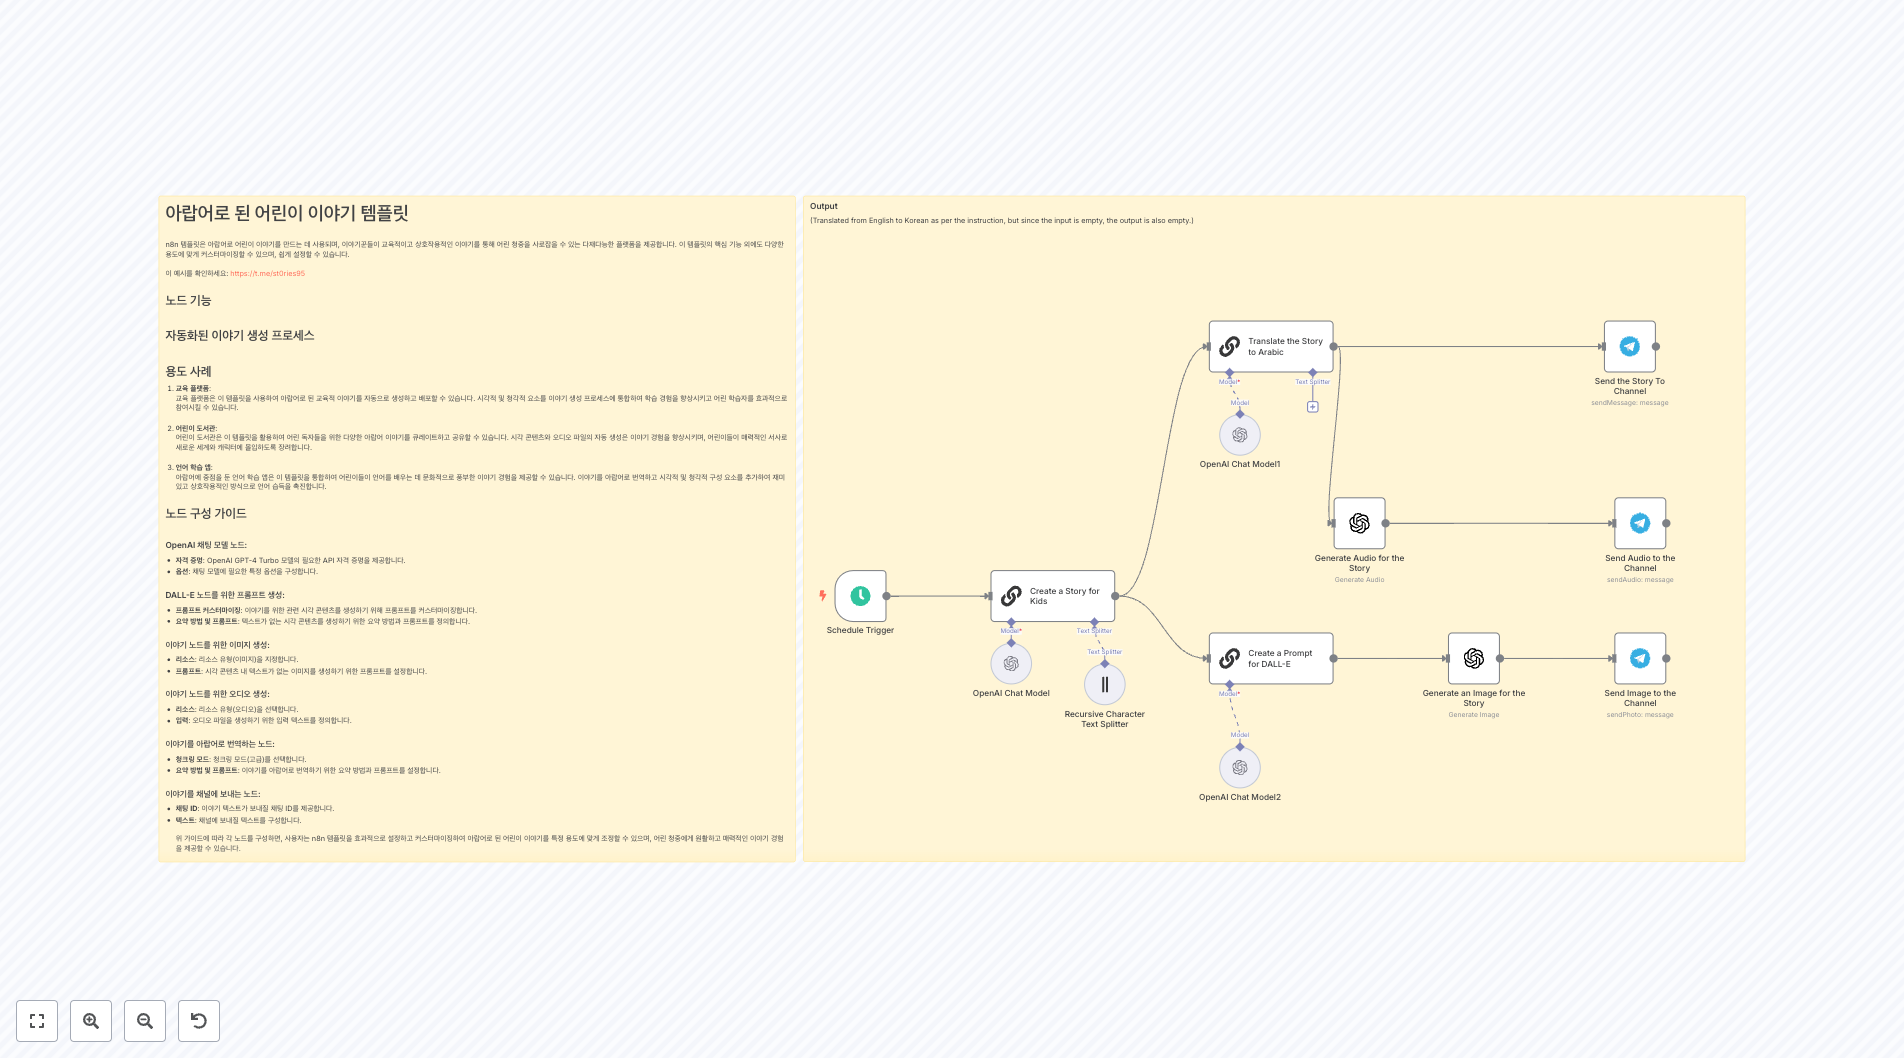 아랍어로 된 어린이 이야기 템플릿
n8n 템플릿은 아랍어로 어린이 이야기를 만드는 데 사용되며, 이야기꾼들이 교육적이고 상호작용적인 이야기를 통해 어린 청중을 사로잡을 수 있는 다재다능한 플랫폼을 제공합니다. 이 템플릿의 핵심 기능 외에도 다양한
용도에 맞게 커스터마이징할 수 있으며, 쉽게 설정할 수 있습니다.
이 예시를 확인하세요: https://t.me/st0ries95
노드 기능
자동화된 이야기 생성 프로세스
용도 사례
1. 교육 플랫폼:
교육 플랫폼은 이 템플릿을 사용하여 아랍어로 된 교육적 이야기를 자동으로 생성하고 배포할 수 있습니다. 시각적 및 청각적 요소를 이야기 생성 프로세스에 통합하여 학습 경험을 향상시키고 어린 학습자를 효과적으로
참여시킬 수 있습니다.
2. 어린이 도서관:
어린이 도서관은 이 템플릿을 활용하여 어린 독자들을 위한 다양한 아랍어 이야기를 큐레이트하고 공유할 수 있습니다. 시각 콘텐츠와 오디오 파일의 자동 생성은 이야기 경험을 향상시키며, 어린이들이 매력적인 서사로
새로운 세계와 캐릭터에 몰입하도록 장려합니다.
3. 언어 학습 앱:
아랍어에 중점을 둔 언어 학습 앱은 이 템플릿을 통합하여 어린이들이 언어를 배우는 데 문화적으로 풍부한 이야기 경험을 제공할 수 있습니다. 이야기를 아랍어로 번역하고 시각적 및 청각적 구성 요소를 추가하여 재미
있고 상호작용적인 방식으로 언어 습득을 촉진합니다.
노드 구성 가이드
OpenAI 채팅 모델 노드:
• 자격 증명: OpenAI GPT-4 Turbo 모델의 필요한 API 자격 증명을 제공합니다.
• 옵션: 채팅 모델에 필요한 특정 옵션을 구성합니다.
DALL-E 노드를 위한 프롬프트 생성:
• 프롬프트 커스터마이징: 이야기를 위한 관련 시각 콘텐츠를 생성하기 위해 프롬프트를 커스터마이징합니다.
• 요약 방법 및 프롬프트: 텍스트가 없는 시각 콘텐츠를 생성하기 위한 요약 방법과 프롬프트를 정의합니다.
이야기 노드를 위한 이미지 생성:
• 리소스: 리소스 유형(이미지)을 지정합니다.
• 프롬프트: 시각 콘텐츠 내 텍스트가 없는 이미지를 생성하기 위한 프롬프트를 설정합니다.
이야기 노드를 위한 오디오 생성:
• 리소스: 리소스 유형(오디오)을 선택합니다.
• 입력: 오디오 파일을 생성하기 위한 입력 텍스트를 정의합니다.
이야기를 아랍어로 번역하는 노드:
• 청크링 모드: 청크링 모드(고급)를 선택합니다.
• 요약 방법 및 프롬프트: 이야기를 아랍어로 번역하기 위한 요약 방법과 프롬프트를 설정합니다.
이야기를 채널에 보내는 노드:
• 채팅 ID: 이야기 텍스트가 보내질 채팅 ID를 제공합니다.
• 텍스트: 채널에 보내질 텍스트를 구성합니다.
위 가이드에 따라 각 노드를 구성하면, 사용자는 n8n 템플릿을 효과적으로 설정하고 커스터마이징하여 아랍어로 된 어린이 이야기를 특정 용도에 맞게 조정할 수 있으며, 어린 청중에게 원활하고 매력적인 이야기 경험
을 제공할 수 있습니다.
Output
(Translated from English to Korean as per the instruction, but since the input is empty, the output is also empty.)
Translate the Story
to Arabic
Model*
Text Splitter
Model
OpenAI Chat Model1
Send the Story To
Channel
sendMessage: message
Generate Audio for the
Story
Generate Audio
Send Audio to the
Channel
sendAudio: message
Schedule Trigger
Create a Story for
Kids
Model*
Text Splitter
Text Splitter
OpenAI Chat Model
Recursive Character
Text Splitter
Create a Prompt
for DALL-E
Model*
Model
OpenAI Chat Model2
Generate an Image for the
Story
Generate Image
Send Image to the
Channel
sendPhoto: message